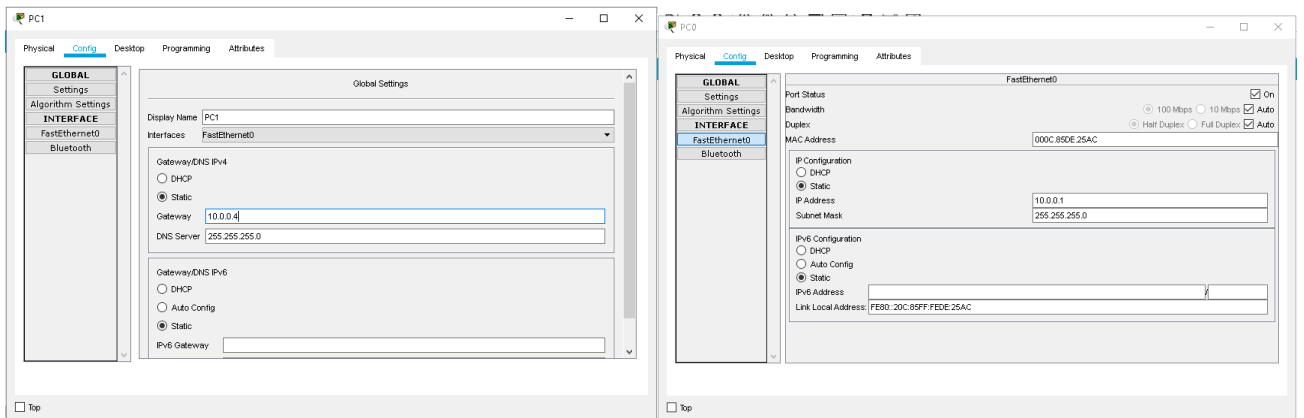 PC1
Physical Config Desktop Programming Attributes
GLOBAL
Settings
Algorithm Settings
INTERFACE
FastEthernet0
Bluetooth
Global Settings
Display Name PC1
Interfaces FastEthernet0
Gateway/DNS IPv4
DHCP
Static
Gateway 10.0.0.4
DNS Server 255.255.255.0
Gateway/DNS IPv6
DHCP
Auto Config
Static
IPv6 Gateway
Top
PC0
Physical Config Desktop Programming Attributes
GLOBAL
Settings
Algorithm Settings
INTERFACE
FastEthernet0
Bluetooth
FastEthernet0
Port Status On
Bandwidth 100 Mbps 10 Mbps Auto
Duplex Half Duplex Full Duplex Auto
MAC Address 000C.85DE.25AC
IP Configuration
DHCP
Static
IP Address 10.0.0.1
Subnet Mask 255.255.255.0
IPv6 Configuration
DHCP
Auto Config
Static
IPv6 Address /
Link Local Address: FE80::20C:85FF:FEDE:25AC
Top